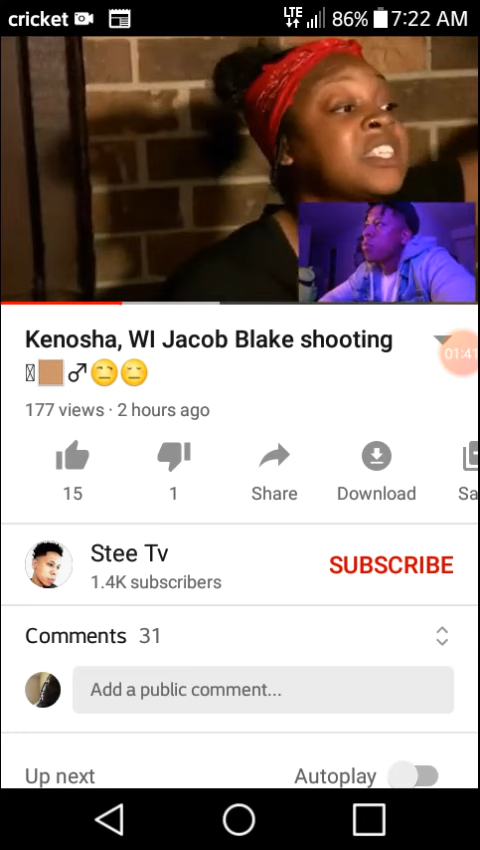 cricket LTE 86% 7:22 AM
Kenosha, WI Jacob Blake shooting
♂😒😔
01:41
177 views · 2 hours ago
15 1 Share Download Sa
Stee Tv
1.4K subscribers
SUBSCRIBE
Comments 31
Add a public comment...
Up next Autoplay